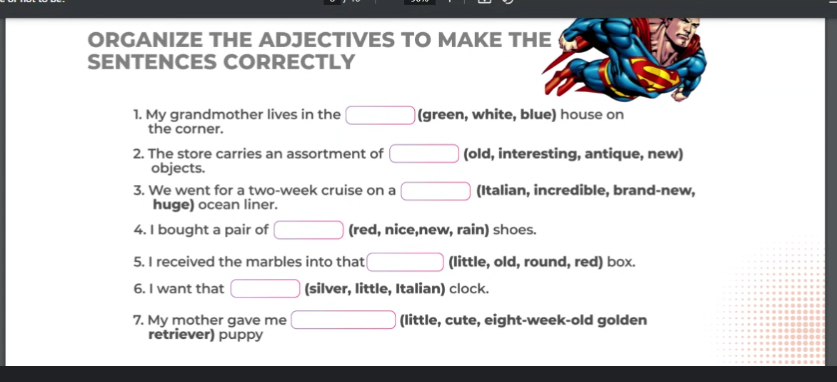 ORGANIZE THE ADJECTIVES TO MAKE THE
SENTENCES CORRECTLY
1. My grandmother lives in the (green, white, blue) house on
the corner.
2. The store carries an assortment of (old, interesting, antique, new)
objects.
3. We went for a two-week cruise on a (Italian, incredible, brand-new,
huge) ocean liner.
4. I bought a pair of (red, nice,new, rain) shoes.
5. I received the marbles into that (little, old, round, red) box.
6. I want that (silver, little, Italian) clock.
7. My mother gave me (little, cute, eight-week-old golden
retriever) puppy